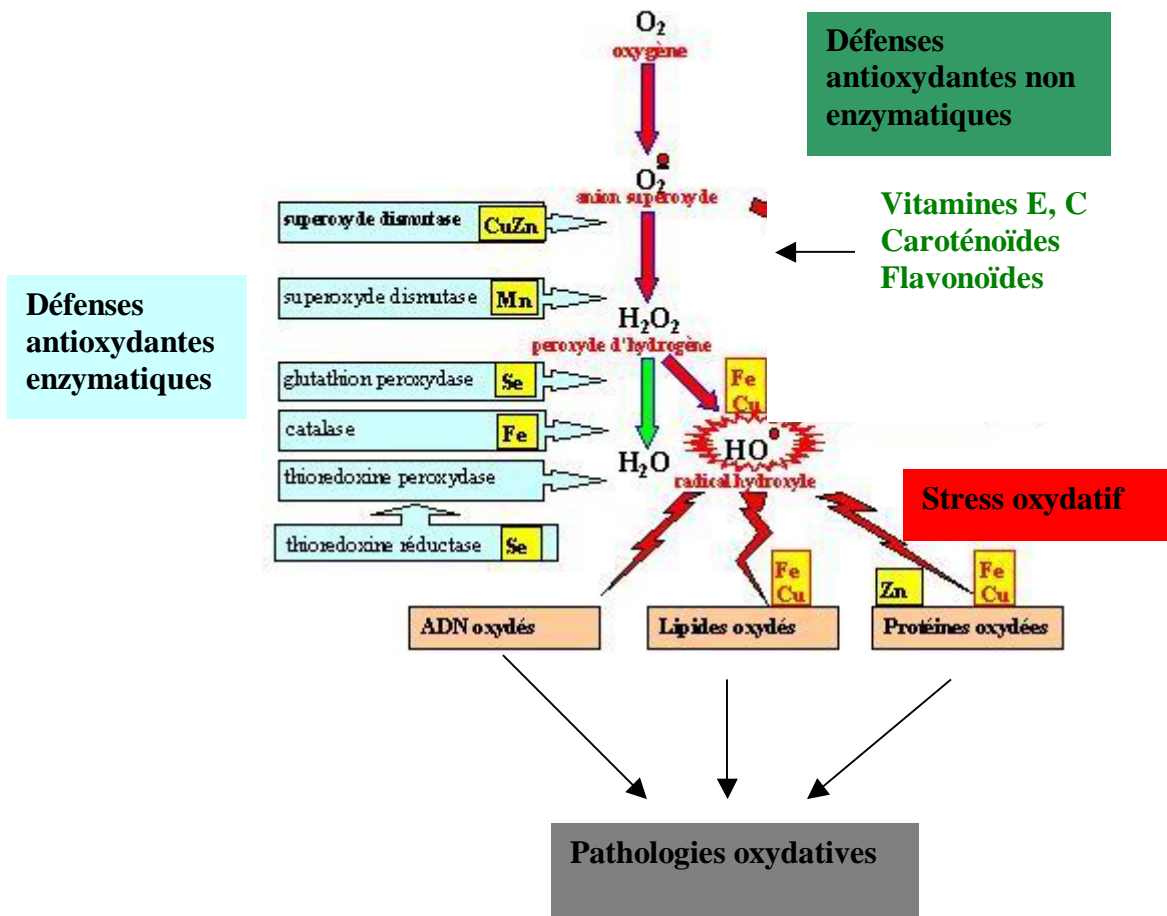 O₂
oxygène
Défenses
antioxydantes non
enzymatiques
O₂
anion superoxyde
Vitamines E, C
Caroténoïdes
Flavonoïdes
superoxyde dismutase CuZn
Défenses
antioxydantes
enzymatiques
superoxyde dismutase Mn
H₂O₂
peroxyde d'hydrogène
glutathion peroxydase Se
Fe
Cu
catalase Fe
H₂O
HO•
radical hydroxyle
thioredoxine peroxydase
Stress oxydatif
thioredoxine réductase Se
Fe
Cu
Zn
Fe
Cu
ADN oxydés
Lipides oxydés
Protéines oxydées
Pathologies oxydatives